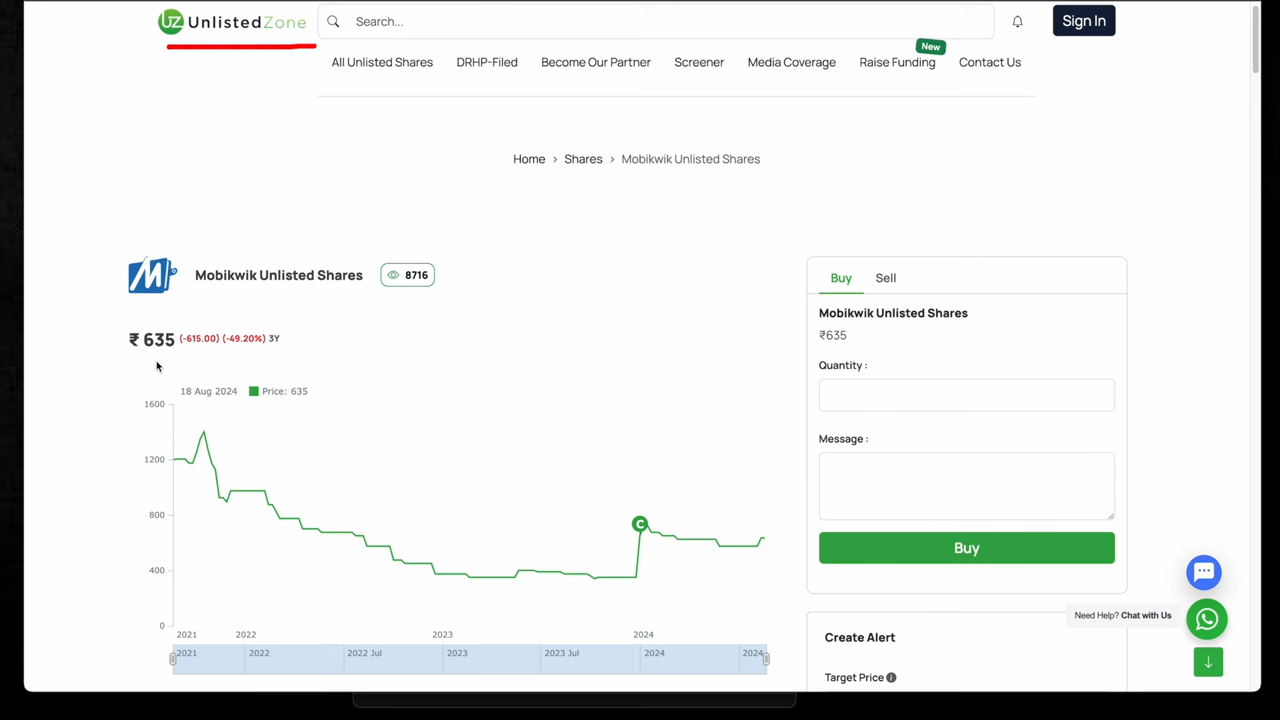 UZ UnlistedZone
Search...
Sign In
New
All Unlisted Shares DRHP-Filed Become Our Partner Screener Media Coverage Raise Funding Contact Us
Home › Shares › Mobikwik Unlisted Shares
M Mobikwik Unlisted Shares 8716
₹ 635 (-615.00) (-49.20%) 3Y
18 Aug 2024 Price: 635
1600
1200
800
400
0
C
2021 2022 2023 2024
2021 2022 2022 Jul 2023 2023 Jul 2024 2024
Buy Sell
Mobikwik Unlisted Shares
₹635
Quantity :
Message :
Buy
Need Help? Chat with Us
Create Alert
Target Price i